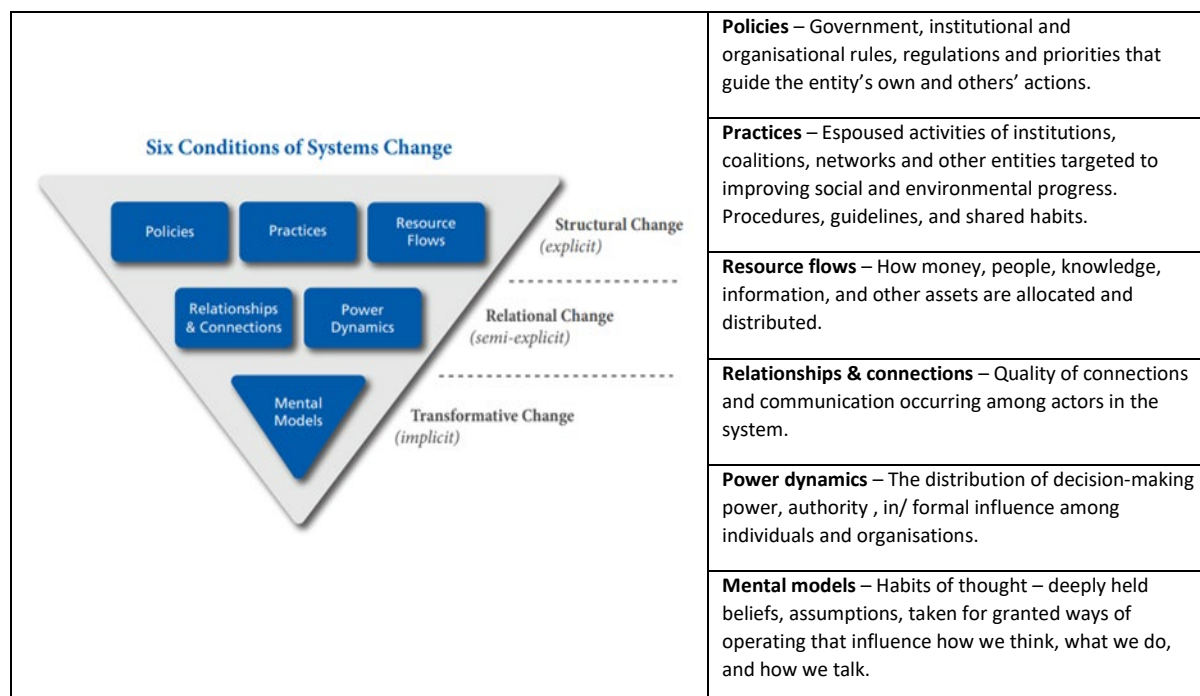 Six Conditions of Systems Change
Policies
Practices
Resource
Flows
Structural Change
(explicit)
Relationships
& Connections
Power
Dynamics
Relational Change
(semi-explicit)
Mental
Models
Transformative Change
(implicit)
Policies – Government, institutional and
organisational rules, regulations and priorities that
guide the entity’s own and others’ actions.
Practices – Espoused activities of institutions,
coalitions, networks and other entities targeted to
improving social and environmental progress.
Procedures, guidelines, and shared habits.
Resource flows – How money, people, knowledge,
information, and other assets are allocated and
distributed.
Relationships & connections – Quality of connections
and communication occurring among actors in the
system.
Power dynamics – The distribution of decision-making
power, authority , in/ formal influence among
individuals and organisations.
Mental models – Habits of thought – deeply held
beliefs, assumptions, taken for granted ways of
operating that influence how we think, what we do,
and how we talk.